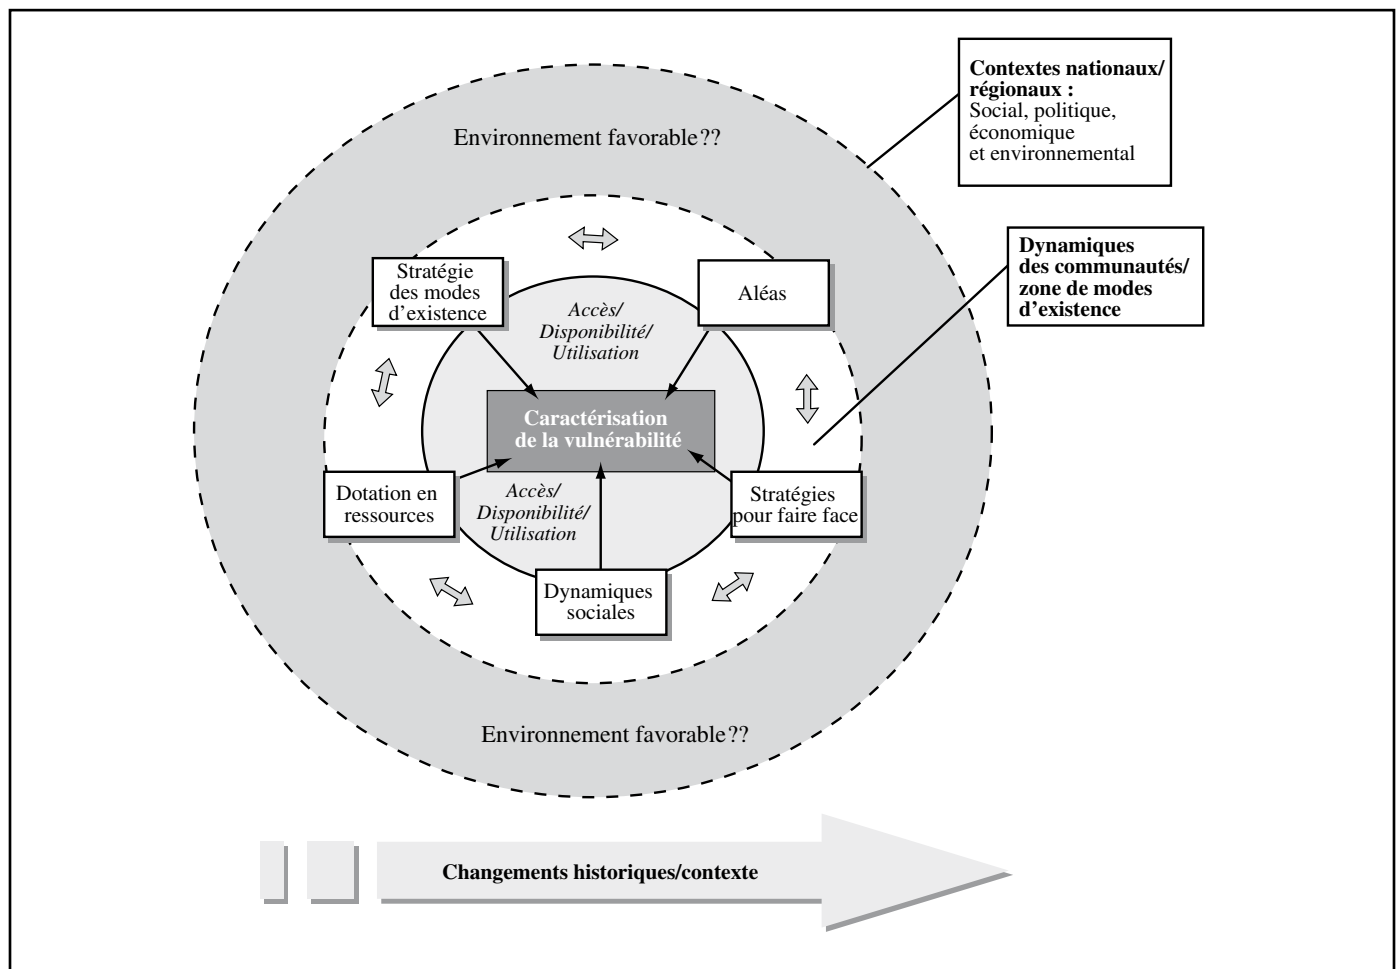 Contextes nationaux/
régionaux :
Social, politique,
économique
et environnemental
Environnement favorable??
Dynamiques
des communautés/
zone de modes
d'existence
Stratégie
des modes
d'existence
Aléas
Accès/
Disponibilité/
Utilisation
Caractérisation
de la vulnérabilité
Dotation en
ressources
Accès/
Disponibilité/
Utilisation
Stratégies
pour faire face
Dynamiques
sociales
Environnement favorable??
Changements historiques/contexte